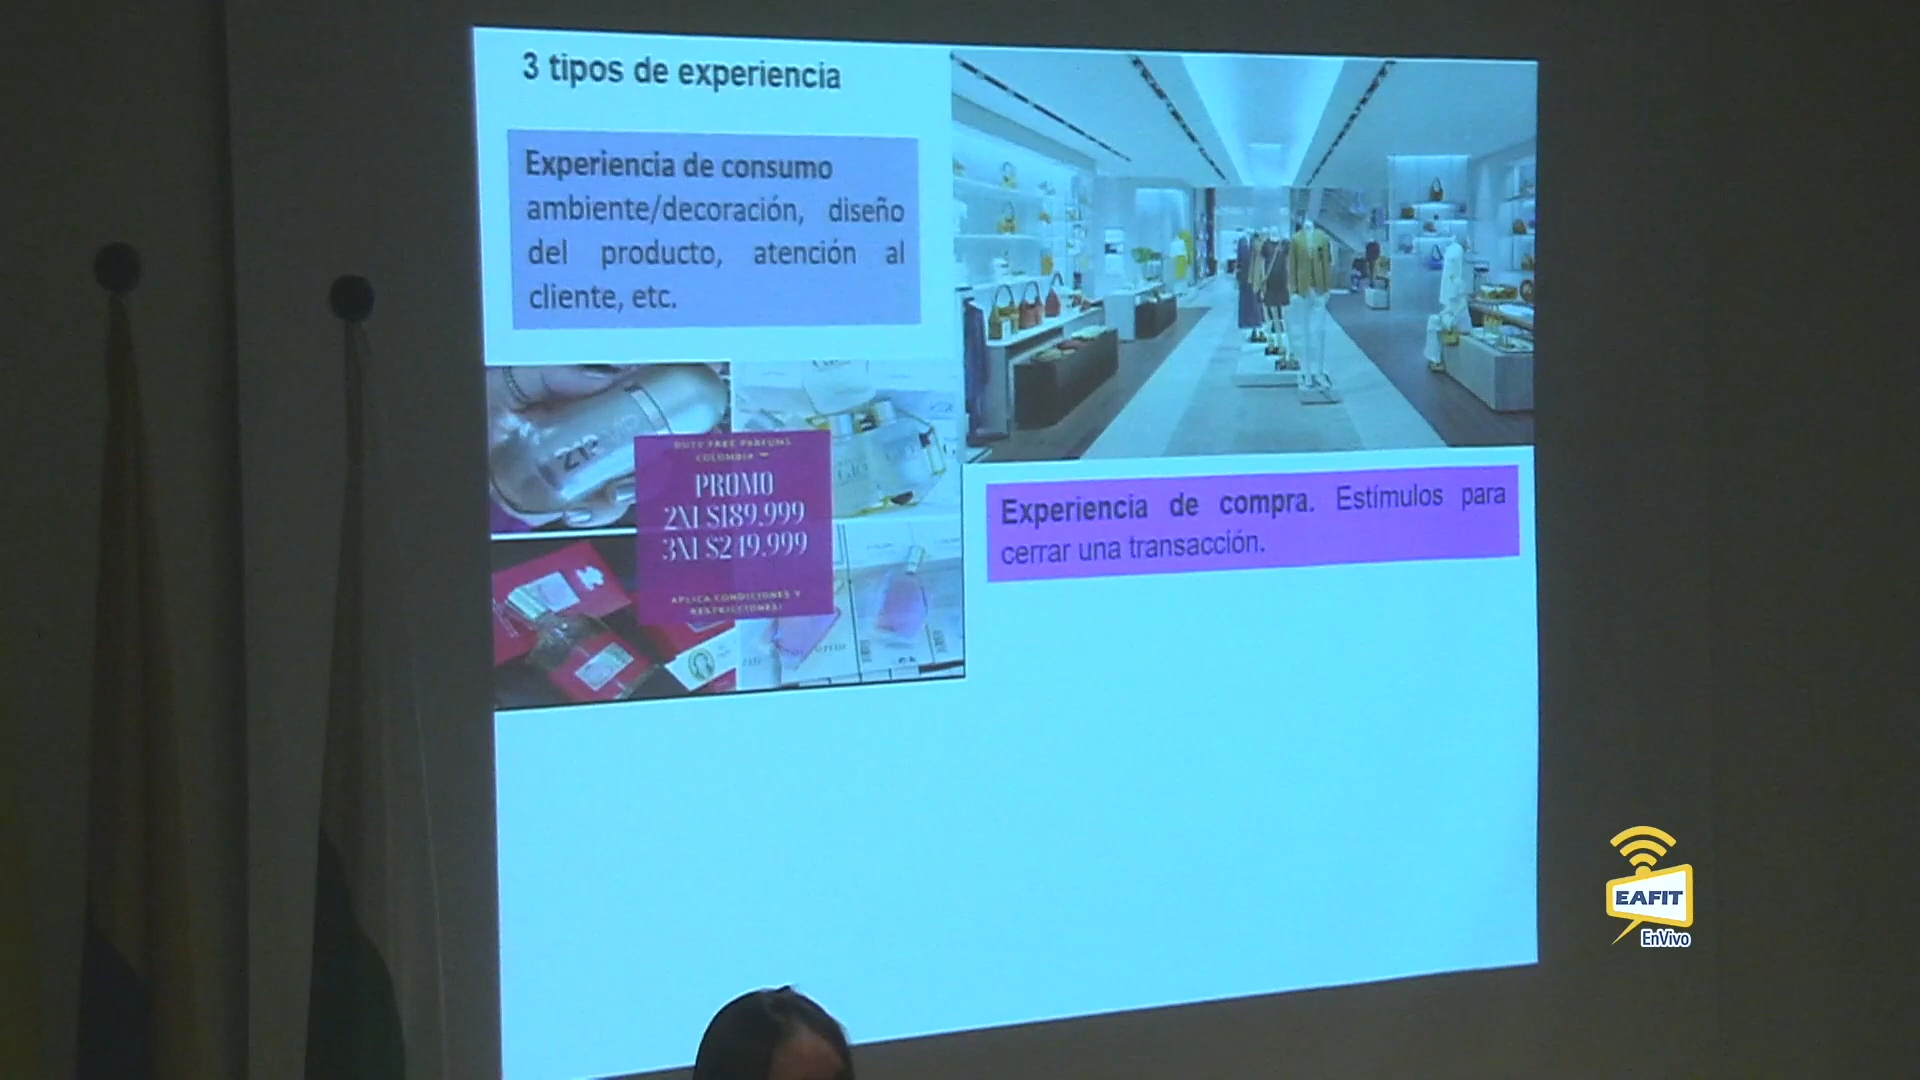 3 tipos de experiencia
Experiencia de consumo
ambiente/decoración, diseño
del producto, atención al
cliente, etc.
DUTY FREE PARFUMS
COLOMBIA
PROMO
2X1 $189.999
3X1 $249.999
APLICA CONDICIONES Y
RESTRICCIONES!
212
Experiencia de compra. Estímulos para
cerrar una transacción.
EAFIT
EnVivo